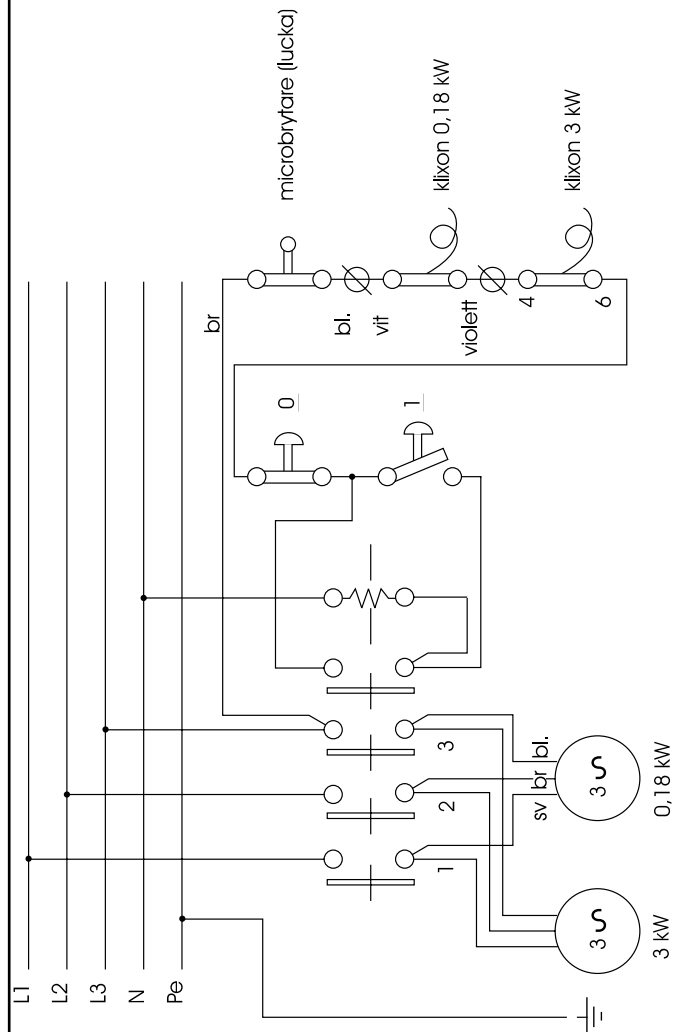 L1
L2
L3
N
Pe
br
microbrytare (lucka)
bl.
vit
klixon 0,18 kW
violett
4
klixon 3 kW
6
0
1
1
2
3
sv
br
bl.
3
3 kW
3
0,18 kW